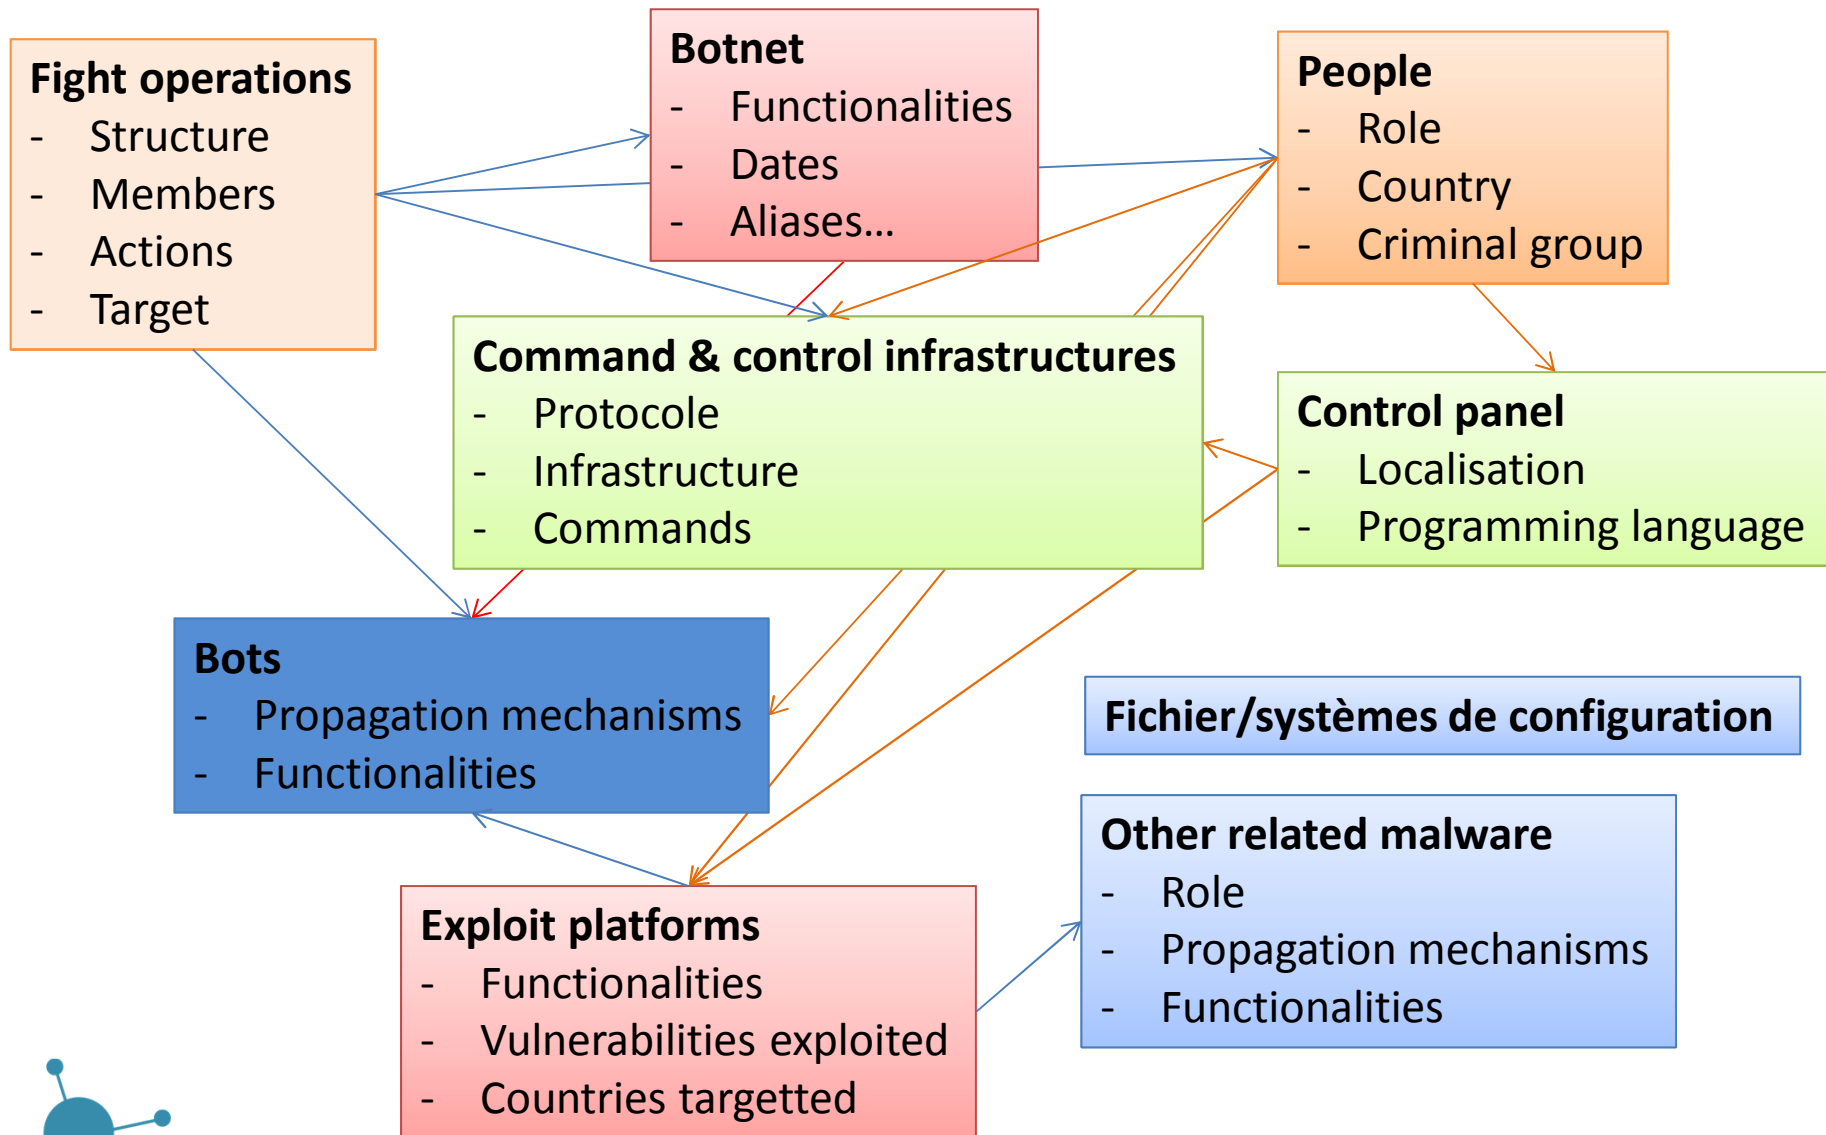 Fight operations
- Structure
- Members
- Actions
- Target
Botnet
- Functionalities
- Dates
- Aliases…
People
- Role
- Country
- Criminal group
Command & control infrastructures
- Protocole
- Infrastructure
- Commands
Control panel
- Localisation
- Programming language
Bots
- Propagation mechanisms
- Functionalities
Fichier/systèmes de configuration
Other related malware
- Role
- Propagation mechanisms
- Functionalities
Exploit platforms
- Functionalities
- Vulnerabilities exploited
- Countries targetted